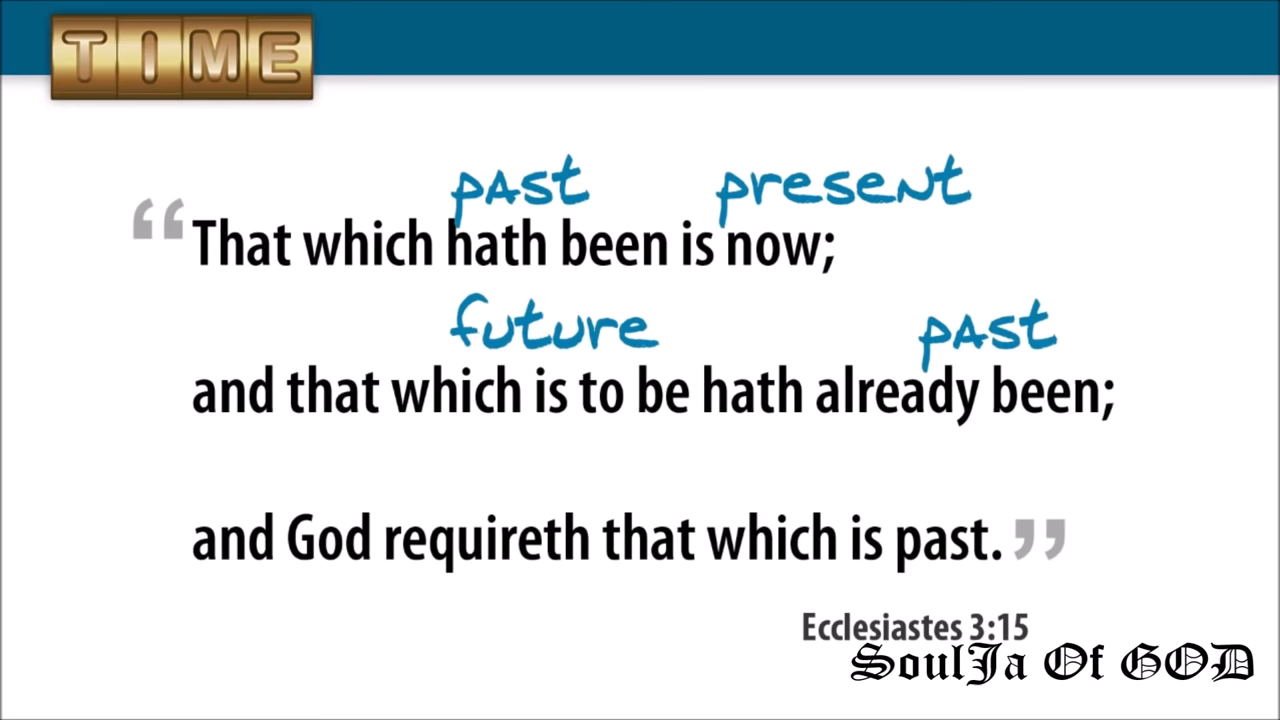 TIME
past present
“That which hath been is now;
future past
and that which is to be hath already been;
and God requireth that which is past.”
Ecclesiastes 3:15
SoulJa Of GOD